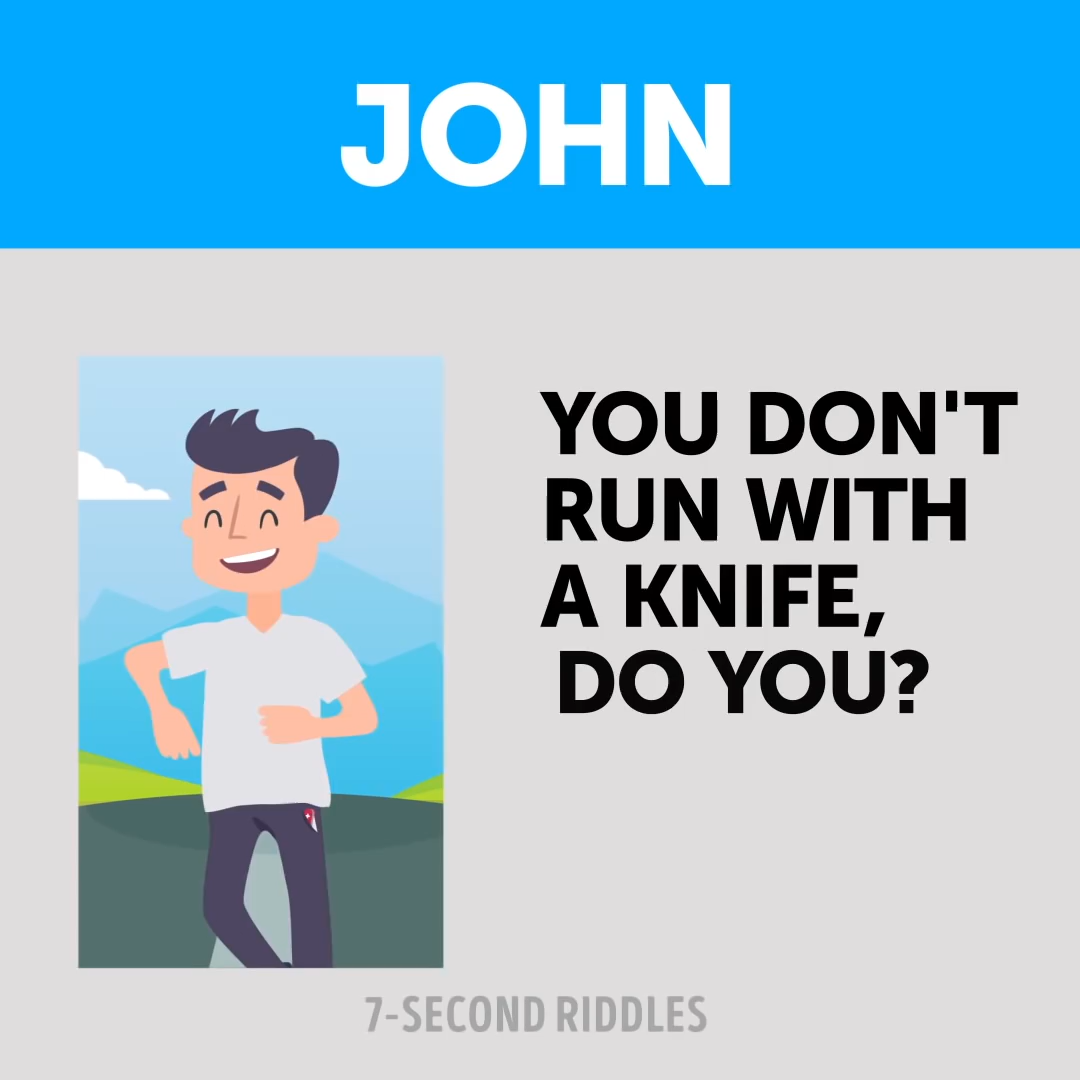 JOHN
YOU DON'T
RUN WITH
A KNIFE,
DO YOU?
7-SECOND RIDDLES